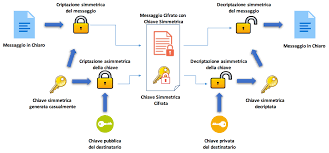 Criptazione simmetrica
del messaggio
Messaggio Cifrato con
Chiave Simmetrica
Decriptazione simmetrica
del messaggio
Messaggio in Chiaro
Messaggio in Chiaro
Criptazione asimmetrica
della chiave
Decriptazione asimmetrica
della chiave
Chiave simmetrica
generata casualmente
Chiave Simmetrica
Cifrata
Chiave simmetrica
decriptata
Chiave pubblica
del destinatario
Chiave privata
del destinatario